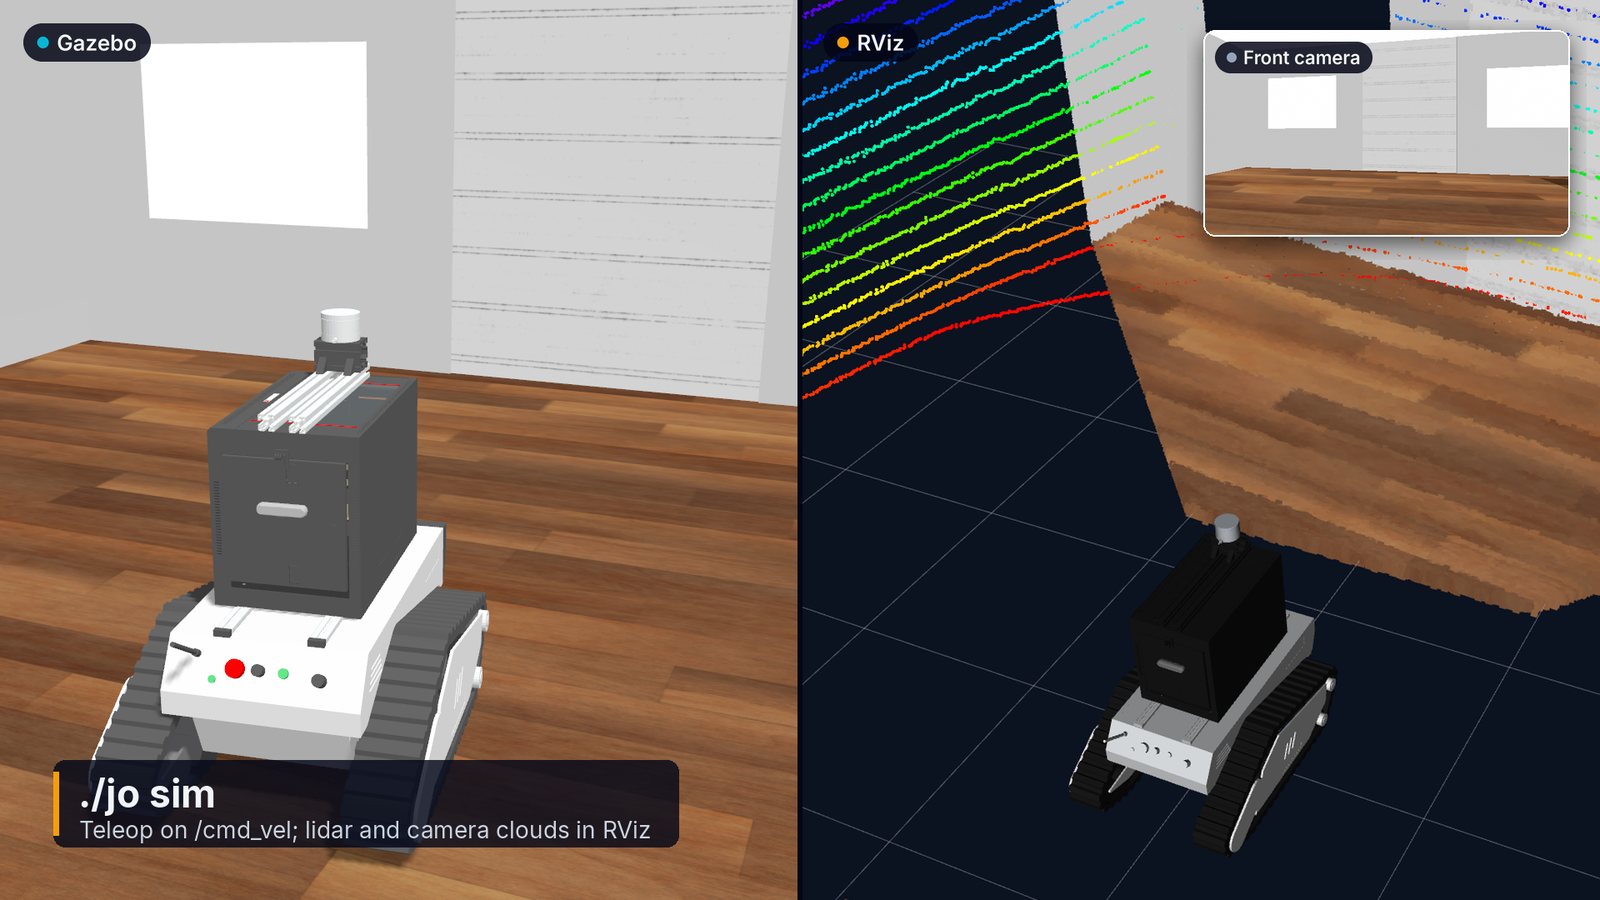 Gazebo
RViz
Front camera
./jo sim
Teleop on /cmd_vel; lidar and camera clouds in RViz